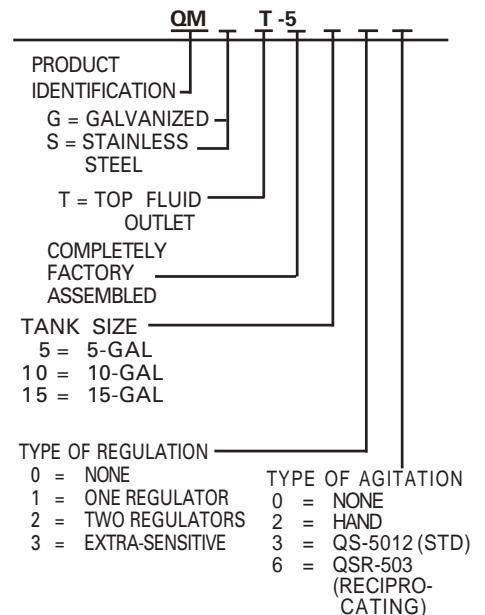 QM T -5
PRODUCT
IDENTIFICATION
G = GALVANIZED
S = STAINLESS
STEEL
T = TOP FLUID
OUTLET
COMPLETELY
FACTORY
ASSEMBLED
TANK SIZE
5 = 5-GAL
10 = 10-GAL
15 = 15-GAL
TYPE OF REGULATION
0 = NONE
1 = ONE REGULATOR
2 = TWO REGULATORS
3 = EXTRA-SENSITIVE
TYPE OF AGITATION
0 = NONE
2 = HAND
3 = QS-5012 (STD)
6 = QSR-503
(RECIPRO-
CATING)